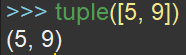 >>> tuple([5, 9])
(5, 9)